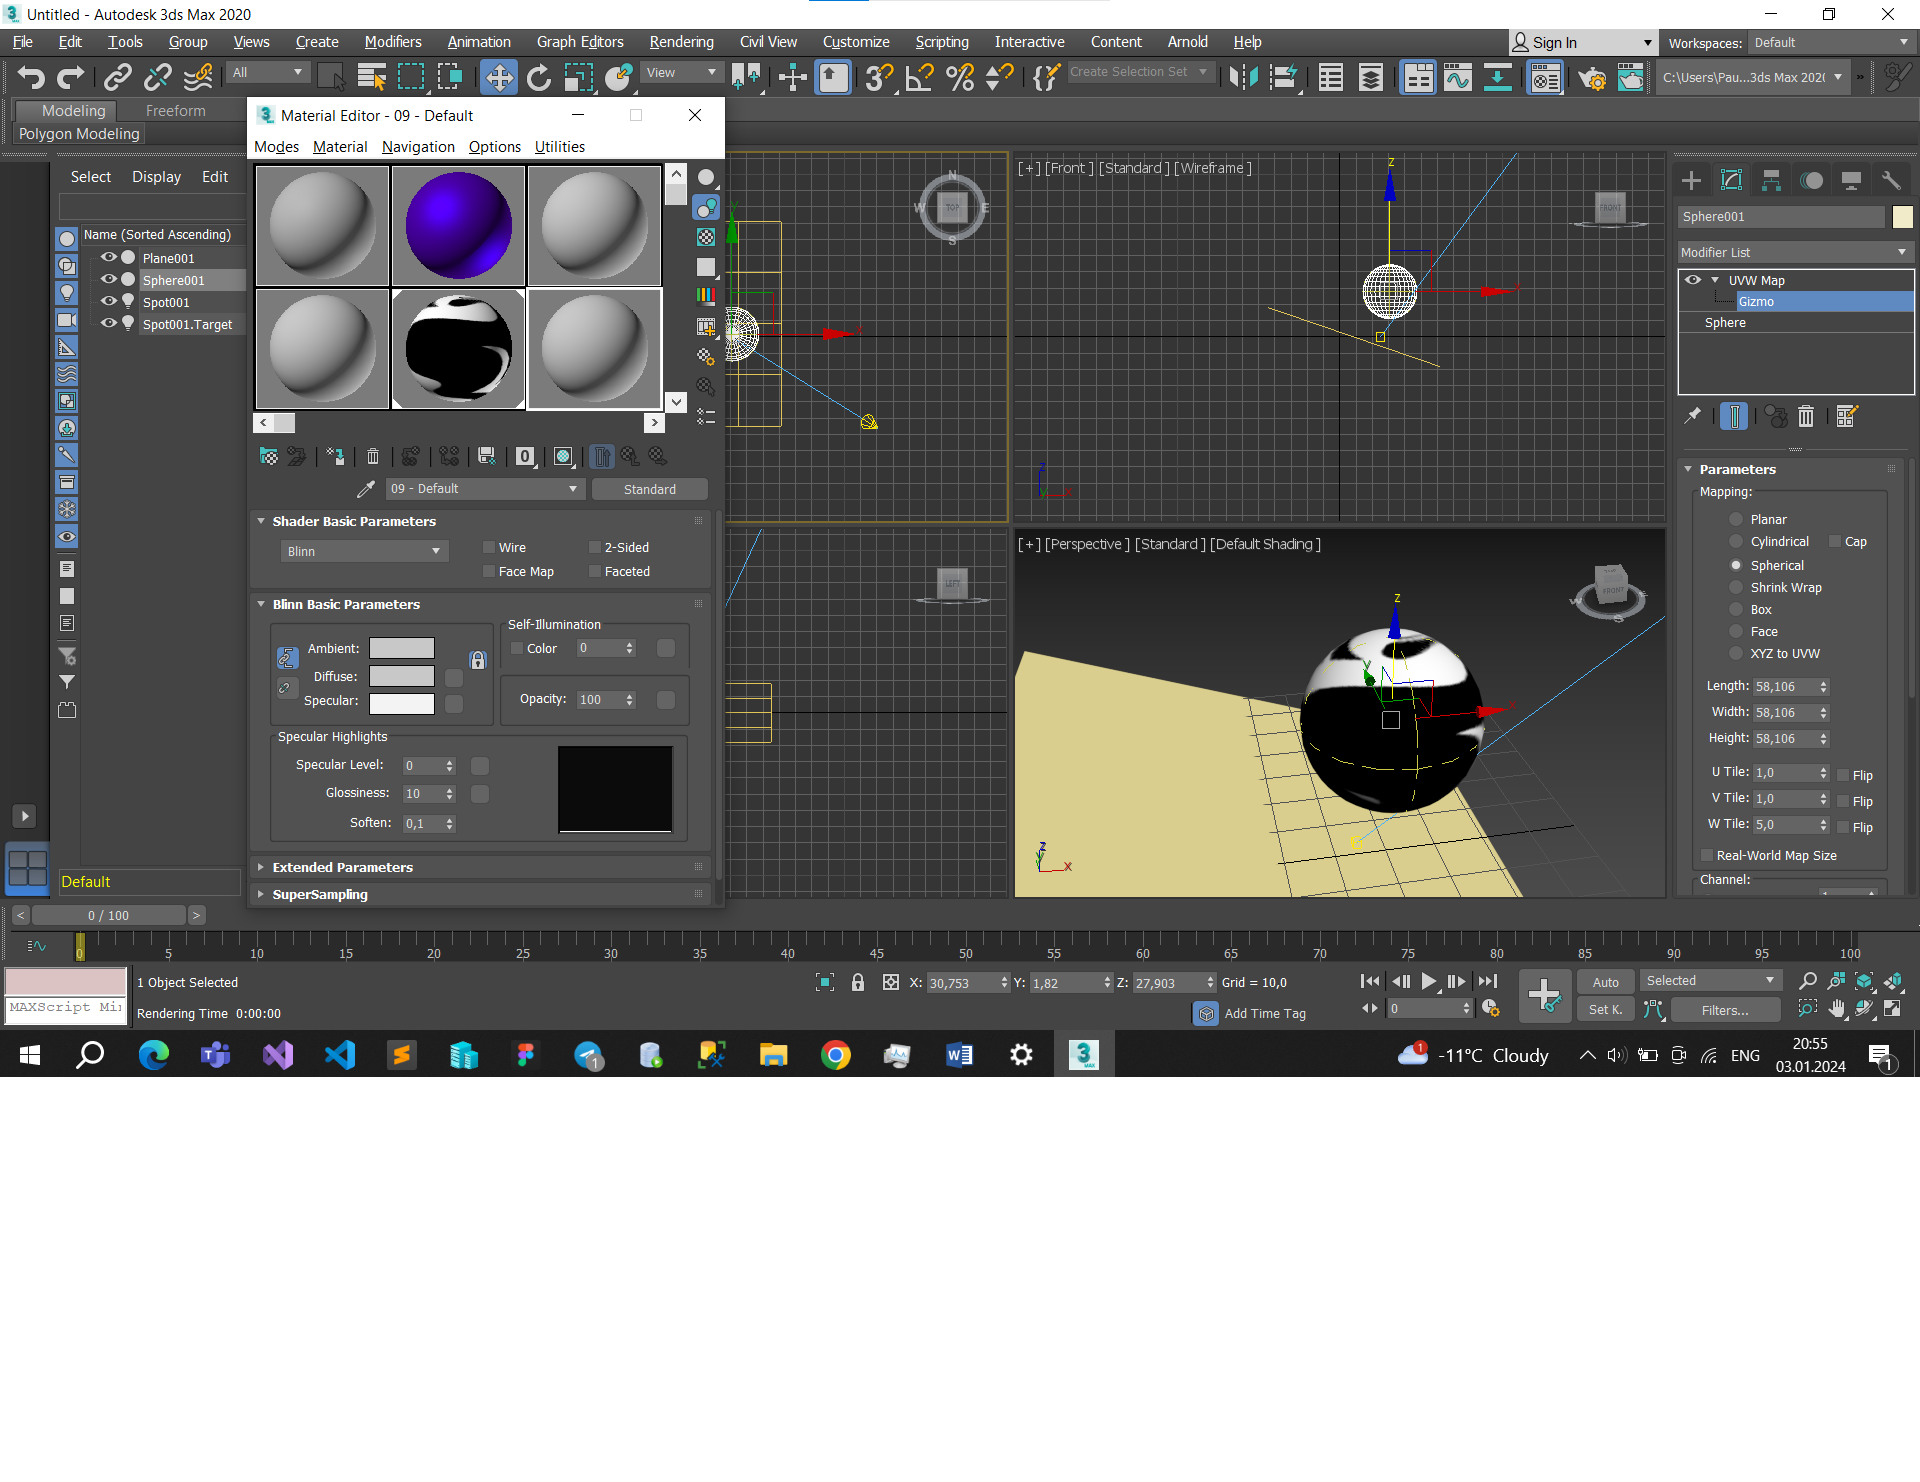 Untitled - Autodesk 3ds Max 2020
File Edit Tools Group Views Create Modifiers Animation Graph Editors Rendering Civil View Customize Scripting Interactive Content Arnold Help
Sign In
Workspaces: Default
All
View
Create Selection Set
C:\Users\Pau...3ds Max 202(
Modeling Freeform
Polygon Modeling
Material Editor - 09 - Default
Modes Material Navigation Options Utilities
Select Display Edit
Name (Sorted Ascending)
Plane001
Sphere001
Spot001
Spot001.Target
Default
09 - Default
Standard
Shader Basic Parameters
Blinn
Wire
2-Sided
Face Map
Faceted
Blinn Basic Parameters
Self-Illumination
Ambient:
Color 0
Diffuse:
Specular:
Opacity: 100
Specular Highlights
Specular Level: 0
Glossiness: 10
Soften: 0,1
Extended Parameters
SuperSampling
N
W TOP E
S
[+] [Front ] [Standard ] [Wireframe ]
FRONT
LEFT
[+] [Perspective ] [Standard ] [Default Shading ]
FRONT
Sphere001
Modifier List
UVW Map
Gizmo
Sphere
Parameters
Mapping:
Planar
Cylindrical Cap
Spherical
Shrink Wrap
Box
Face
XYZ to UVW
Length: 58,106
Width: 58,106
Height: 58,106
U Tile: 1,0 Flip
V Tile: 1,0 Flip
W Tile: 5,0 Flip
Real-World Map Size
Channel:
< 0 / 100 >
0 5 10 15 20 25 30 35 40 45 50 55 60 65 70 75 80 85 90 95 100
1 Object Selected
X: 30,753 Y: 1,82 Z: 27,903 Grid = 10,0
Auto
Selected
MAXScript Mi
Rendering Time 0:00:00
Add Time Tag
0
Set K.
Filters...
-11°C Cloudy
ENG
20:55
03.01.2024
1